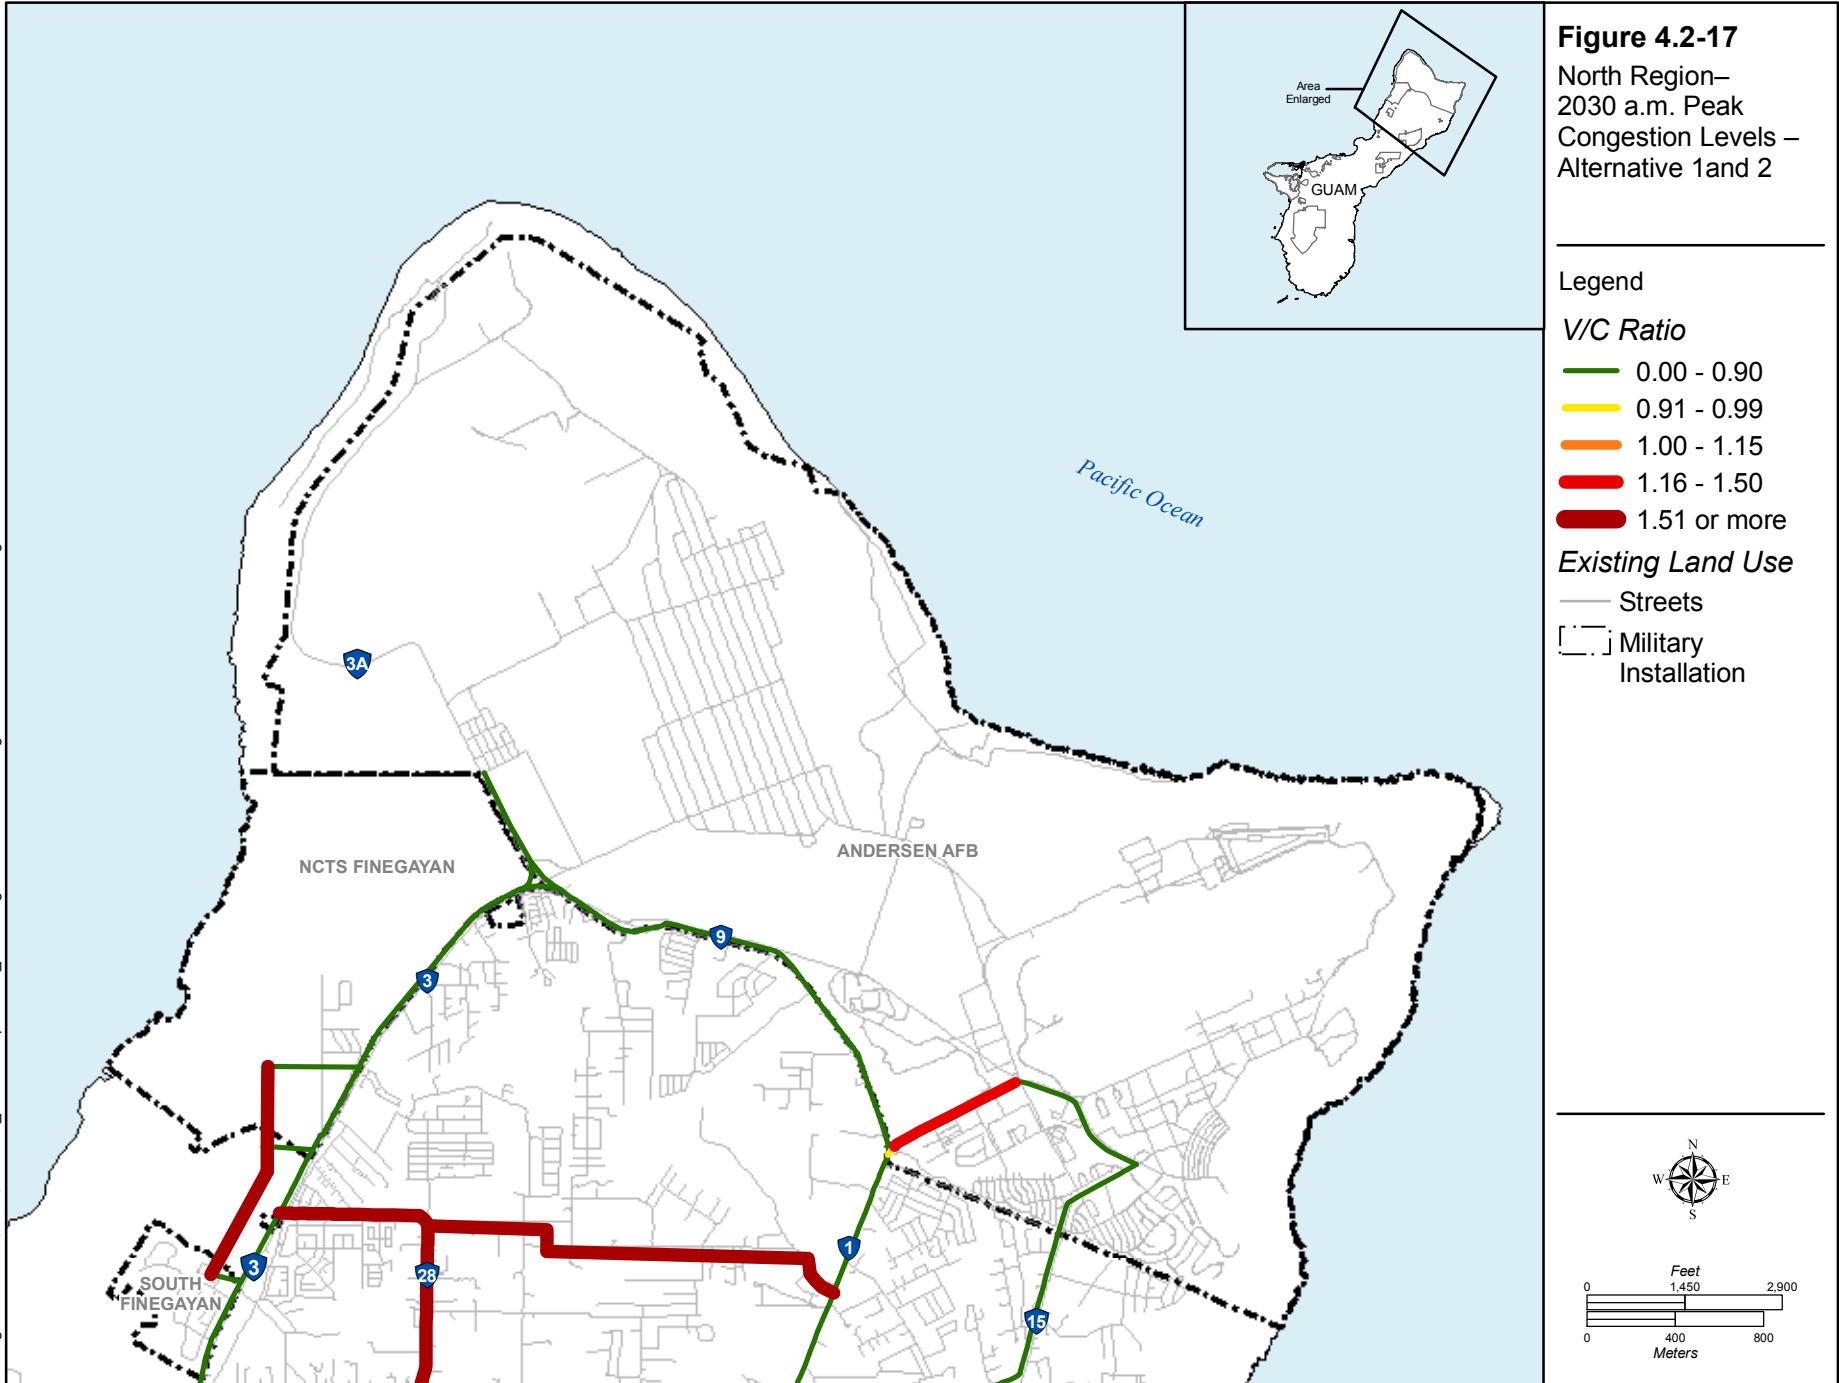 Figure 4.2-17
North Region–
2030 a.m. Peak
Congestion Levels –
Alternative 1and 2
Area
Enlarged
GUAM
Legend
V/C Ratio
0.00 - 0.90
0.91 - 0.99
1.00 - 1.15
1.16 - 1.50
1.51 or more
Existing Land Use
Streets
Military
Installation
Pacific Ocean
3A
NCTS FINEGAYAN
ANDERSEN AFB
9
3
1
3
28
SOUTH
FINEGAYAN
15
N
W E
S
Feet
0 1,450 2,900
0 400 800
Meters